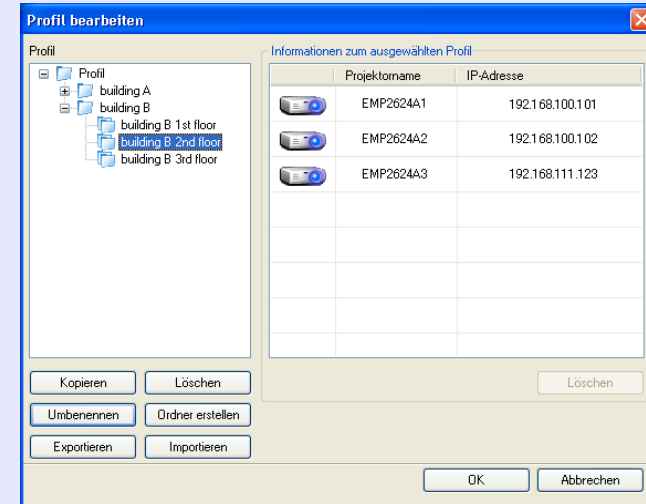 Profil bearbeiten
Profil
Profil
building A
building B
building B 1st floor
building B 2nd floor
building B 3rd floor
Kopieren Löschen
Umbenennen Ordner erstellen
Exportieren Importieren
Informationen zum ausgewählten Profil
Projektorname IP-Adresse
EMP2624A1 192.168.100.101
EMP2624A2 192.168.100.102
EMP2624A3 192.168.111.123
Löschen
OK Abbrechen